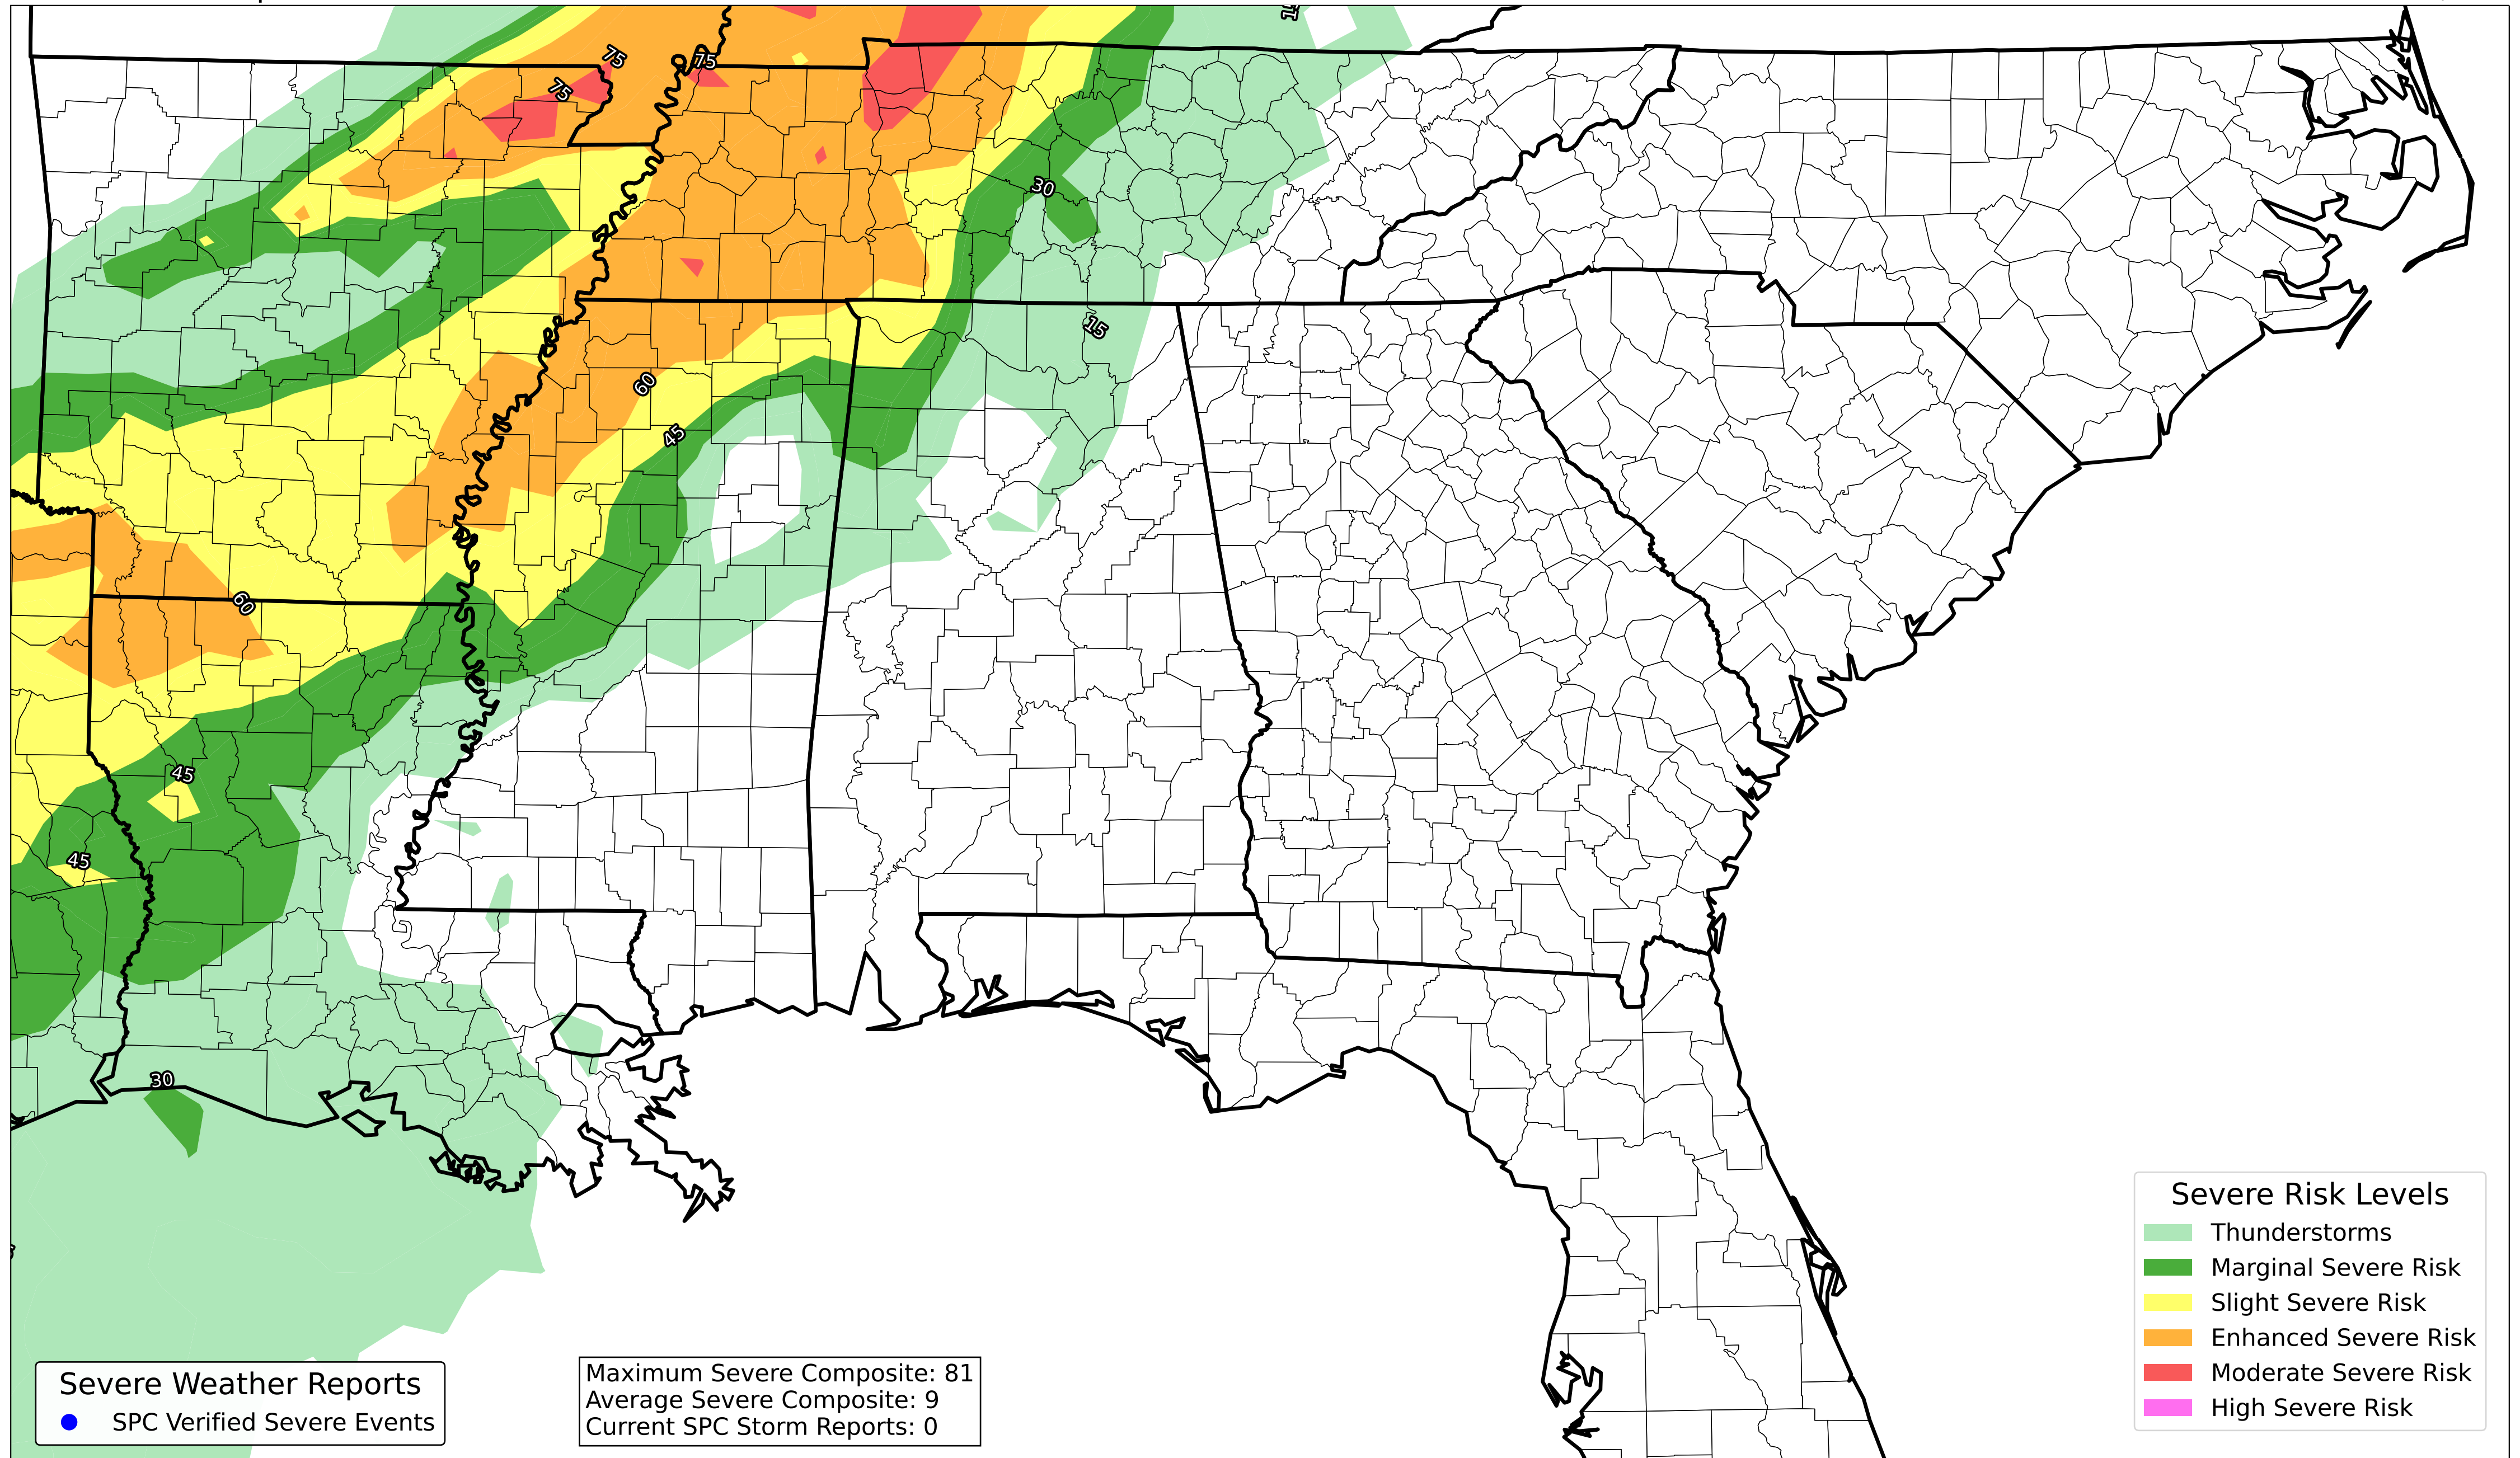 75
75
75
30
15
60
45
60
45
45
30
Severe Risk Levels
Thunderstorms
Marginal Severe Risk
Slight Severe Risk
Enhanced Severe Risk
Moderate Severe Risk
High Severe Risk
Severe Weather Reports
SPC Verified Severe Events
Maximum Severe Composite: 81
Average Severe Composite: 9
Current SPC Storm Reports: 0